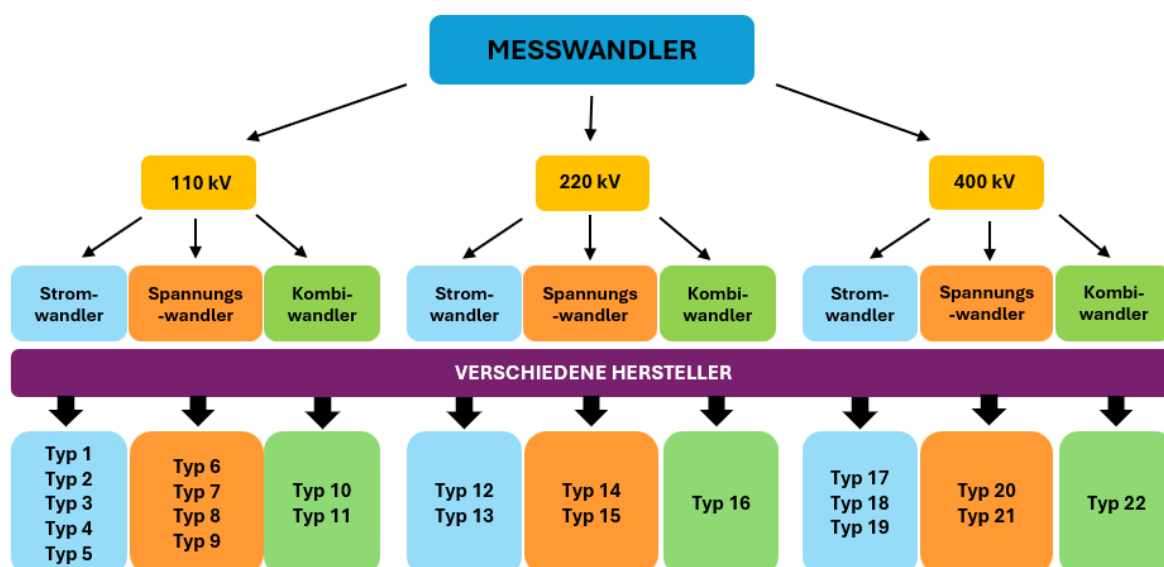 MESSWANDLER
110 kV
220 kV
400 kV
Strom-
wandler
Spannungs
-wandler
Kombi-
wandler
Strom-
wandler
Spannungs
-wandler
Kombi-
wandler
Strom-
wandler
Spannungs
-wandler
Kombi-
wandler
VERSCHIEDENE HERSTELLER
Typ 1
Typ 2
Typ 3
Typ 4
Typ 5
Typ 6
Typ 7
Typ 8
Typ 9
Typ 10
Typ 11
Typ 12
Typ 13
Typ 14
Typ 15
Typ 16
Typ 17
Typ 18
Typ 19
Typ 20
Typ 21
Typ 22